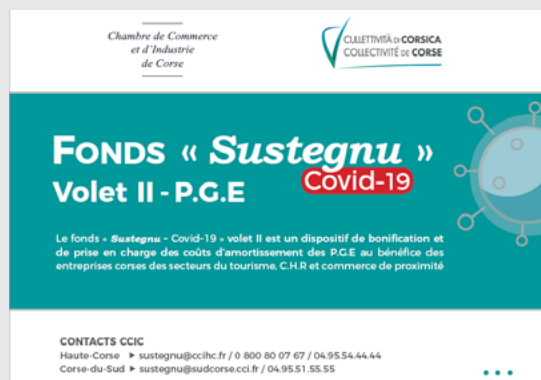 Chambre de Commerce
et d'Industrie
de Corse
CULLETTIVITÀ DI CORSICA
COLLECTIVITÉ DE CORSE
FONDS « Sustegnu »
Covid-19
Volet II - P.G.E
Le fonds « Sustegnu - Covid-19 » volet II est un dispositif de bonification et
de prise en charge des coûts d'amortissement des P.G.E au bénéfice des
entreprises corses des secteurs du tourisme, C.H.R et commerce de proximité
CONTACTS CCIC
Haute-Corse ► sustegnu@ccihc.fr / 0 800 80 07 67 / 04.95.54.44.44
Corse-du-Sud ► sustegnu@sudcorse.cci.fr / 04.95.51.55.55